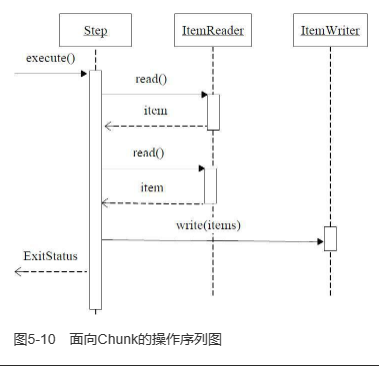 Step ItemReader ItemWriter
execute()
read()
item
read()
item
write(items)
ExitStatus
图5-10 面向Chunk的操作序列图